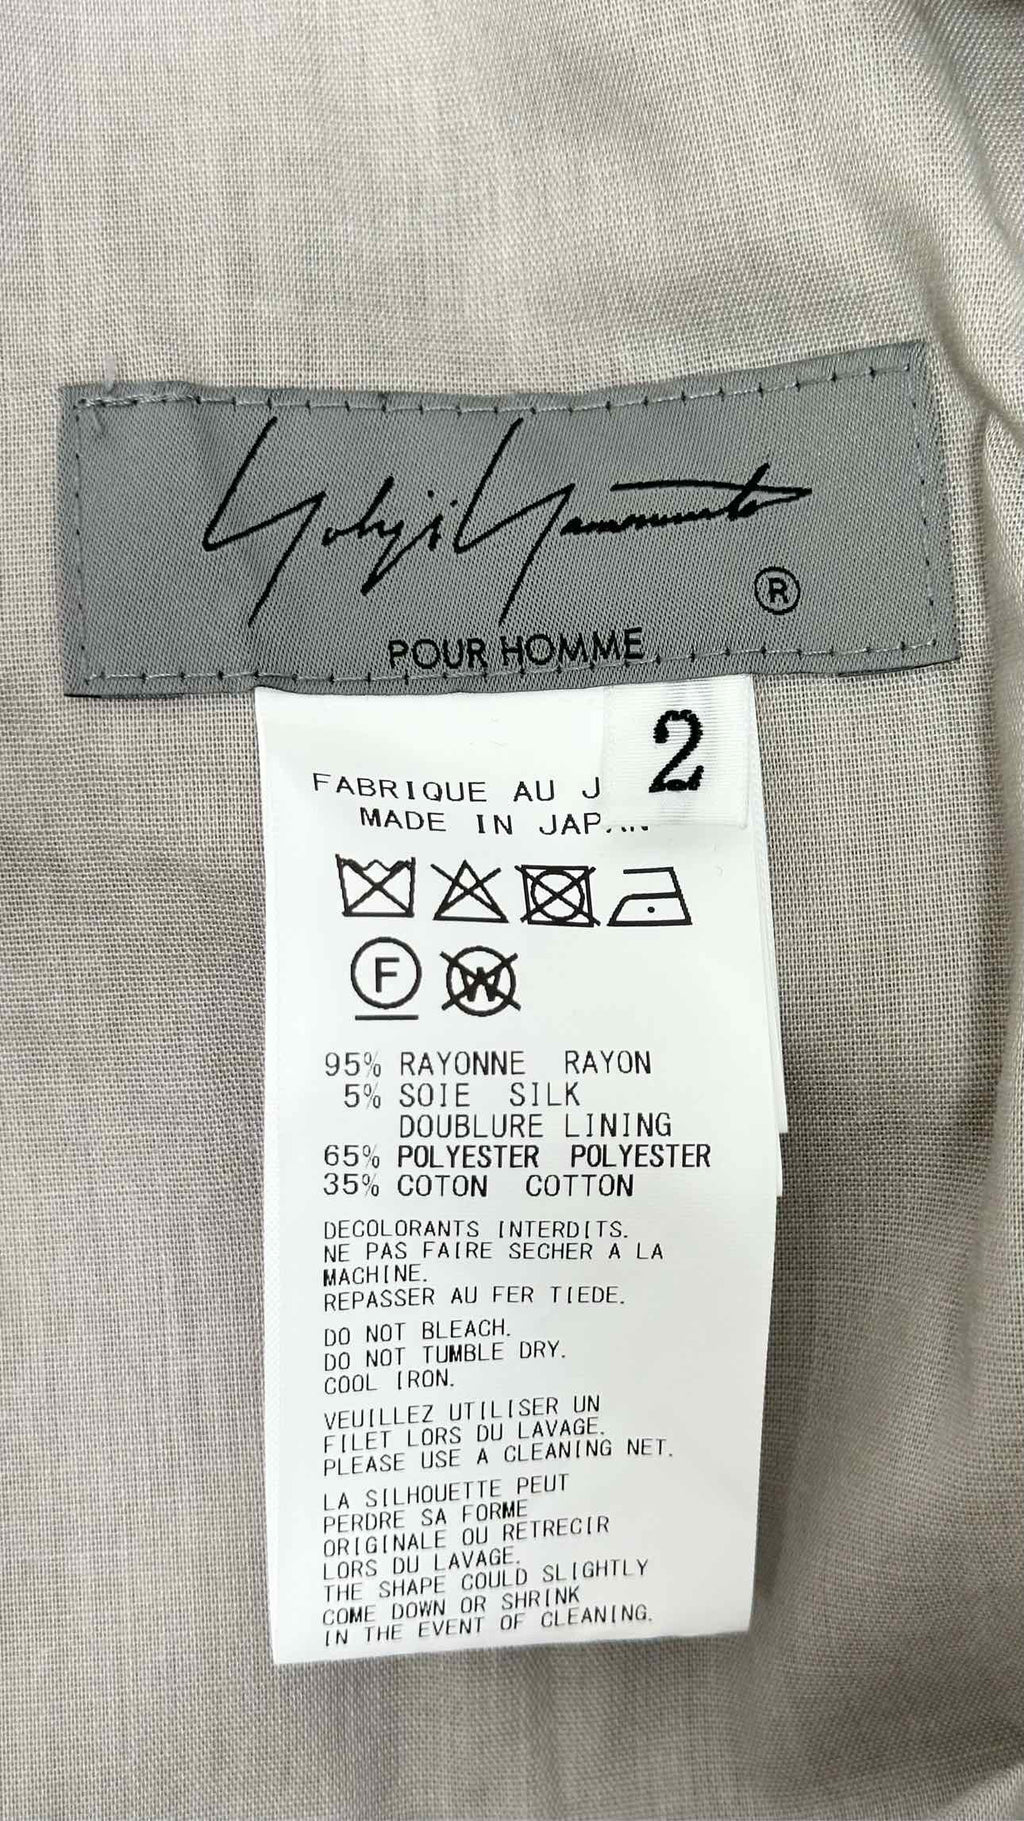 Yohji Yamamoto
®
POUR HOMME
2
FABRIQUE AU J
MADE IN JAPAN
F
W
95% RAYONNE RAYON
5% SOIE SILK
DOUBLURE LINING
65% POLYESTER POLYESTER
35% COTON COTTON
DECOLORANTS INTERDITS.
NE PAS FAIRE SECHER A LA
MACHINE.
REPASSER AU FER TIEDE.
DO NOT BLEACH.
DO NOT TUMBLE DRY.
COOL IRON.
VEUILLEZ UTILISER UN
FILET LORS DU LAVAGE.
PLEASE USE A CLEANING NET.
LA SILHOUETTE PEUT
PERDRE SA FORME
ORIGINALE OU RETRECIR
LORS DU LAVAGE.
THE SHAPE COULD SLIGHTLY
COME DOWN OR SHRINK
IN THE EVENT OF CLEANING.